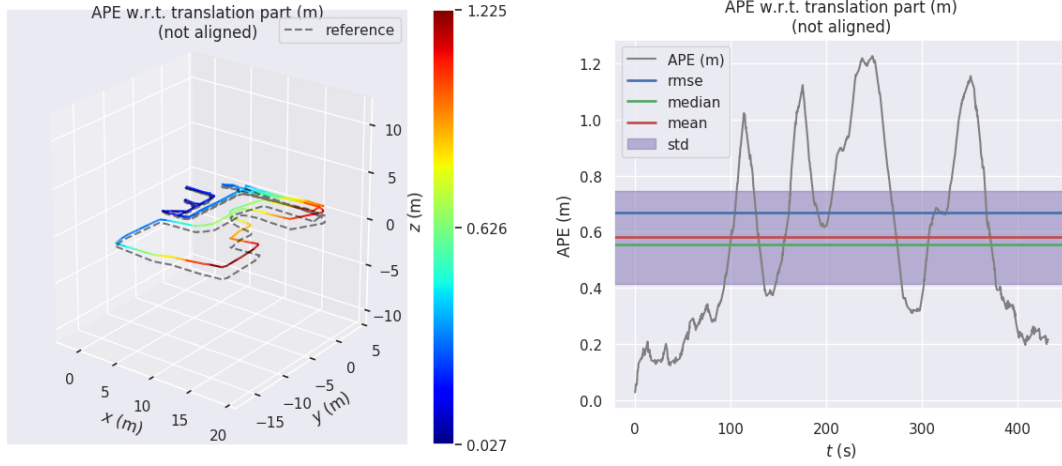 APE w.r.t. translation part (m)
(not aligned)
reference
1.225
0.626
0.027
10
5
0
−5
−10
z (m)
0
5
10
15
20
x (m)
−15
−10
−5
0
5
y (m)
APE w.r.t. translation part (m)
(not aligned)
APE (m)
rmse
median
mean
std
1.2
1.0
0.8
0.6
0.4
0.2
0.0
APE (m)
0
100
200
300
400
t (s)